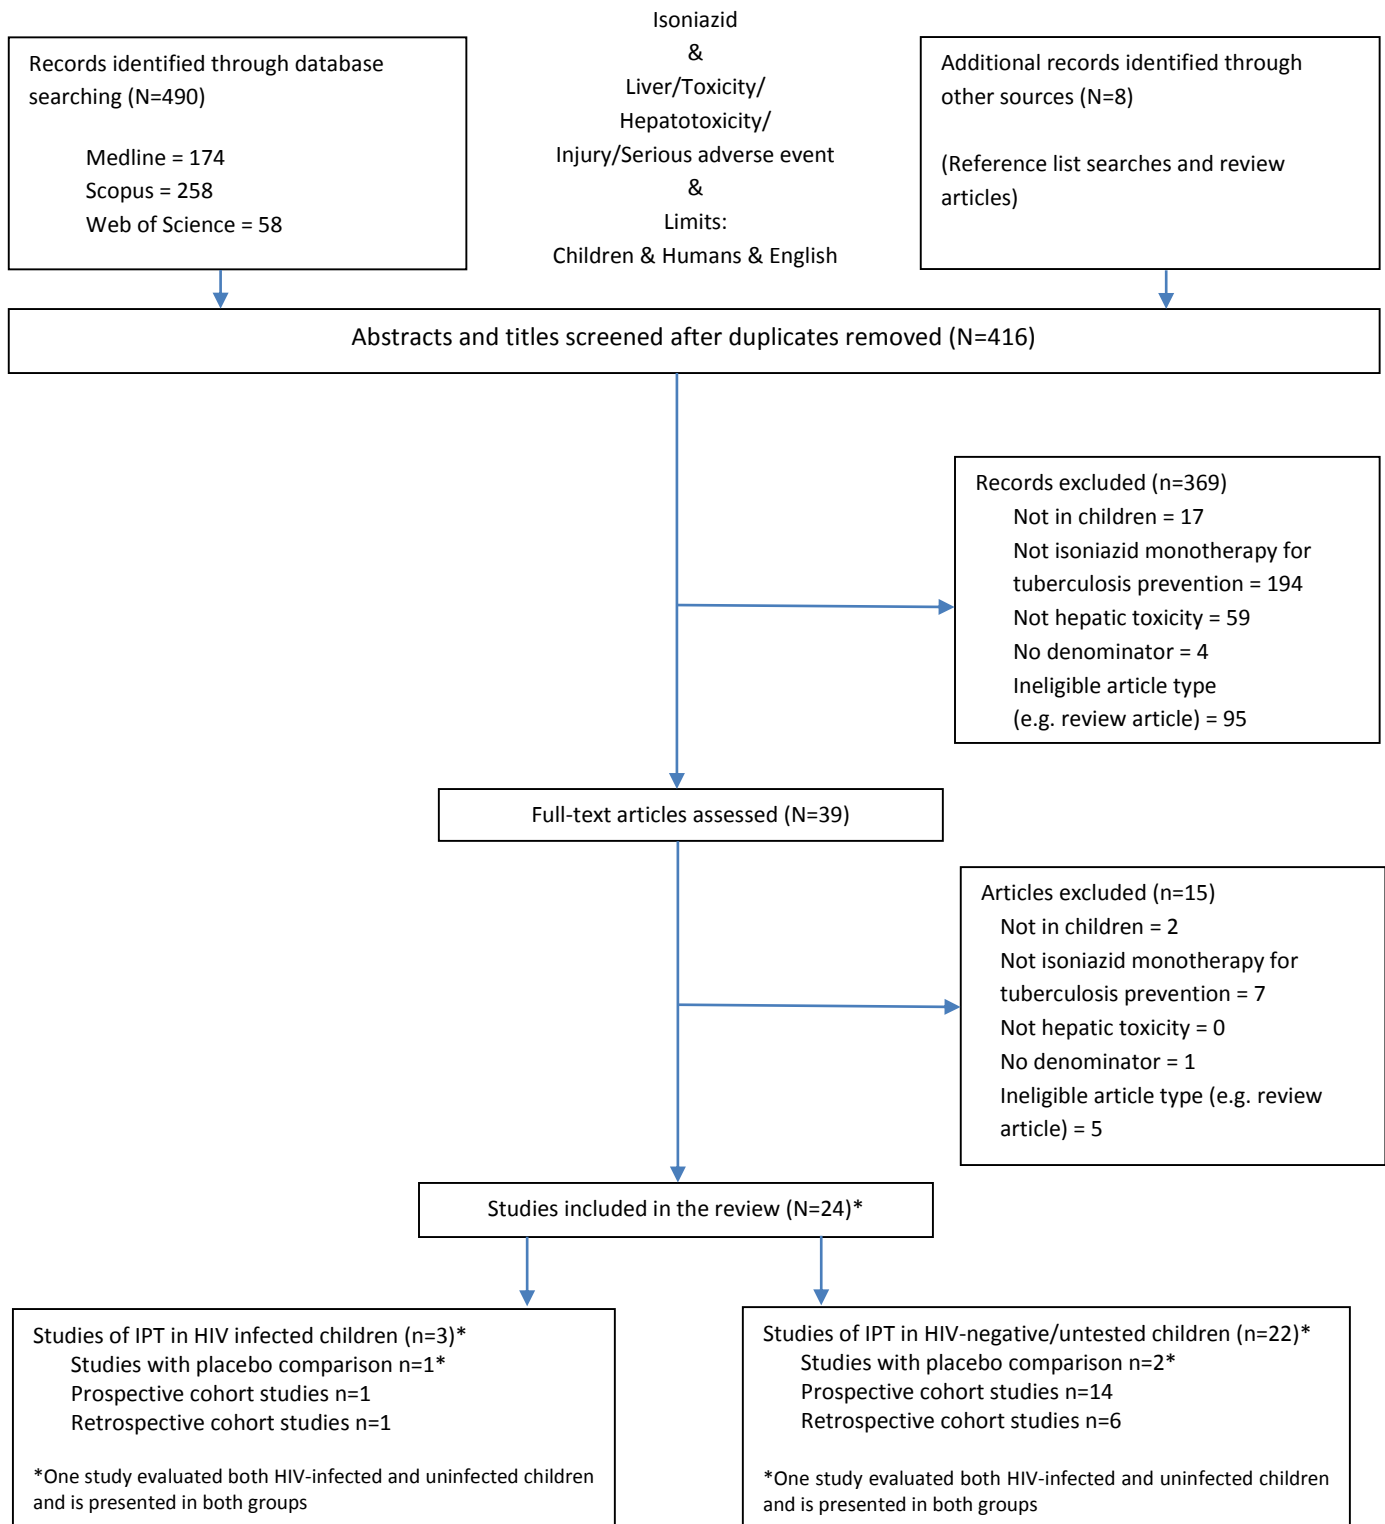 Records identified through database
searching (N=490)
Medline = 174
Scopus = 258
Web of Science = 58
Isoniazid
&
Liver/Toxicity/
Hepatotoxicity/
Injury/Serious adverse event
&
Limits:
Children & Humans & English
Additional records identified through
other sources (N=8)
(Reference list searches and review
articles)
Abstracts and titles screened after duplicates removed (N=416)
Records excluded (n=369)
Not in children = 17
Not isoniazid monotherapy for
tuberculosis prevention = 194
Not hepatic toxicity = 59
No denominator = 4
Ineligible article type
(e.g. review article) = 95
Full-text articles assessed (N=39)
Articles excluded (n=15)
Not in children = 2
Not isoniazid monotherapy for
tuberculosis prevention = 7
Not hepatic toxicity = 0
No denominator = 1
Ineligible article type (e.g. review
article) = 5
Studies included in the review (N=24)*
Studies of IPT in HIV infected children (n=3)*
Studies with placebo comparison n=1*
Prospective cohort studies n=1
Retrospective cohort studies n=1
*One study evaluated both HIV-infected and uninfected children
and is presented in both groups
Studies of IPT in HIV-negative/untested children (n=22)*
Studies with placebo comparison n=2*
Prospective cohort studies n=14
Retrospective cohort studies n=6
*One study evaluated both HIV-infected and uninfected children
and is presented in both groups